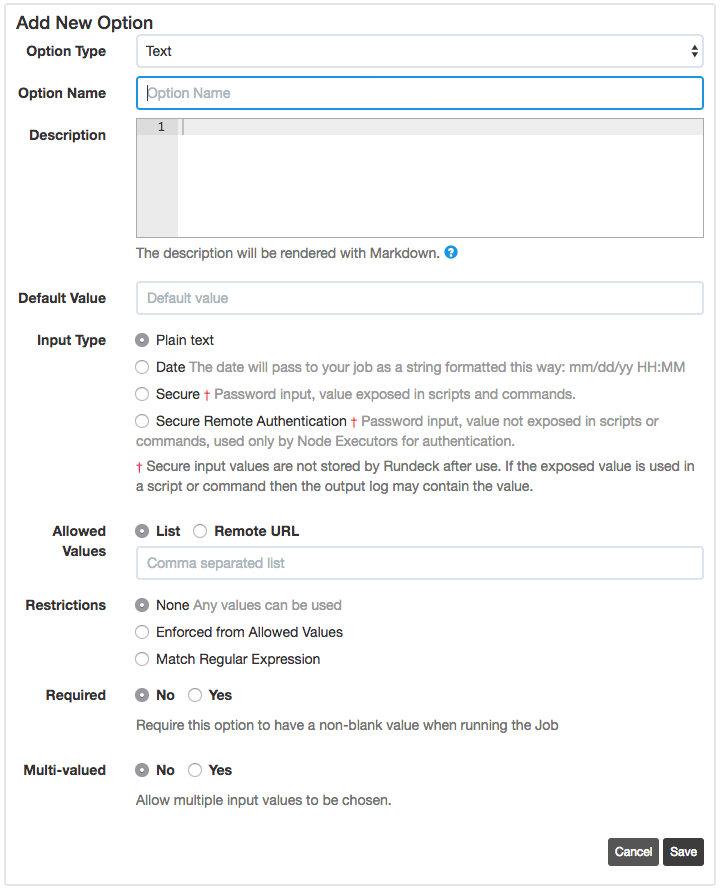 Add New Option
Option Type Text
Option Name Option Name
Description 1
The description will be rendered with Markdown. ?
Default Value Default value
Input Type Plain text
Date The date will pass to your job as a string formatted this way: mm/dd/yy HH:MM
Secure † Password input, value exposed in scripts and commands.
Secure Remote Authentication † Password input, value not exposed in scripts or
commands, used only by Node Executors for authentication.
† Secure input values are not stored by Rundeck after use. If the exposed value is used in
a script or command then the output log may contain the value.
Allowed List Remote URL
Values
Comma separated list
Restrictions None Any values can be used
Enforced from Allowed Values
Match Regular Expression
Required No Yes
Require this option to have a non-blank value when running the Job
Multi-valued No Yes
Allow multiple input values to be chosen.
Cancel Save